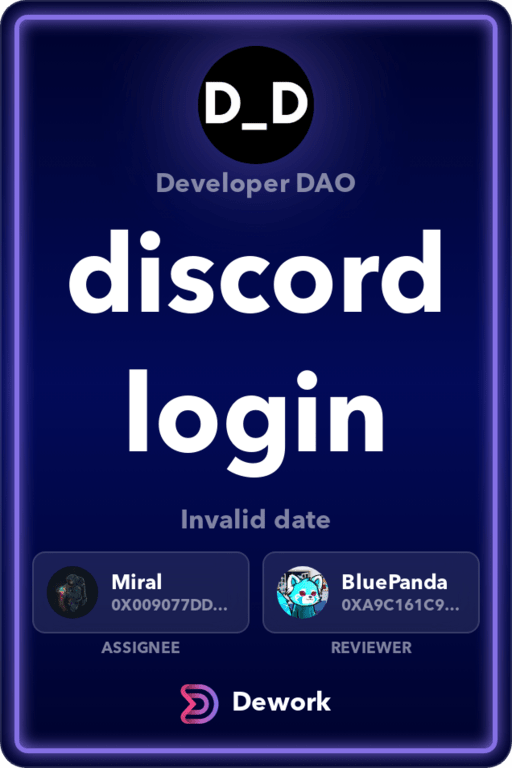 D_D
Developer DAO
discord
login
Invalid date
Miral
0X009077DD...
BluePanda
0XA9C161C9...
ASSIGNEE
REVIEWER
Dework